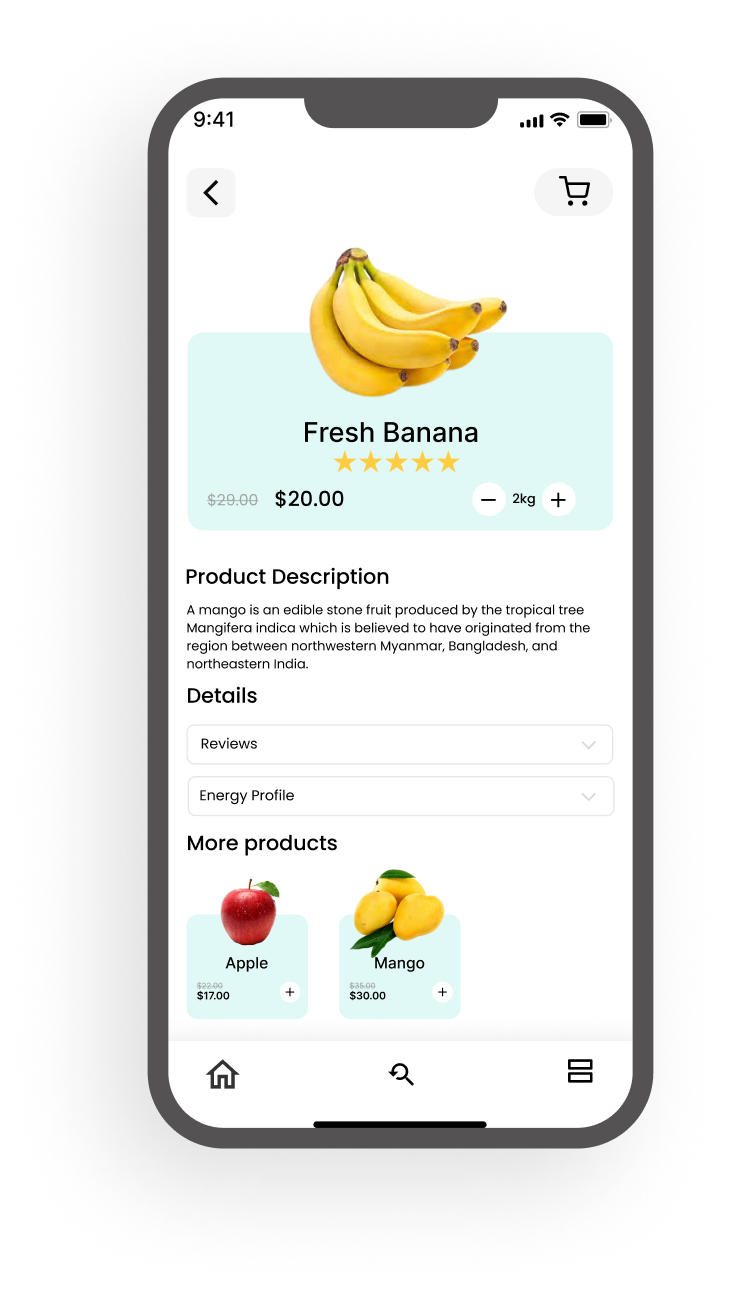 9:41
Fresh Banana
$29.00 $20.00 2kg
Product Description
A mango is an edible stone fruit produced by the tropical tree
Mangifera indica which is believed to have originated from the
region between northwestern Myanmar, Bangladesh, and
northeastern India.
Details
Reviews
Energy Profile
More products
Apple
$22.00
$17.00
Mango
$35.00
$30.00